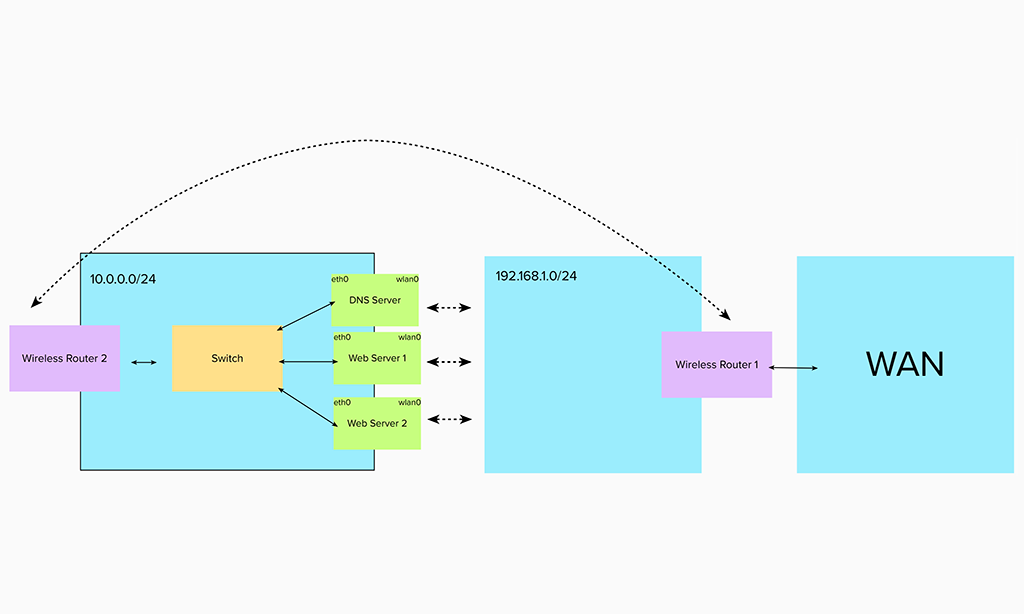 10.0.0.0/24
Wireless Router 2
Switch
eth0 wlan0
DNS Server
eth0 wlan0
Web Server 1
eth0 wlan0
Web Server 2
192.168.1.0/24
Wireless Router 1
WAN